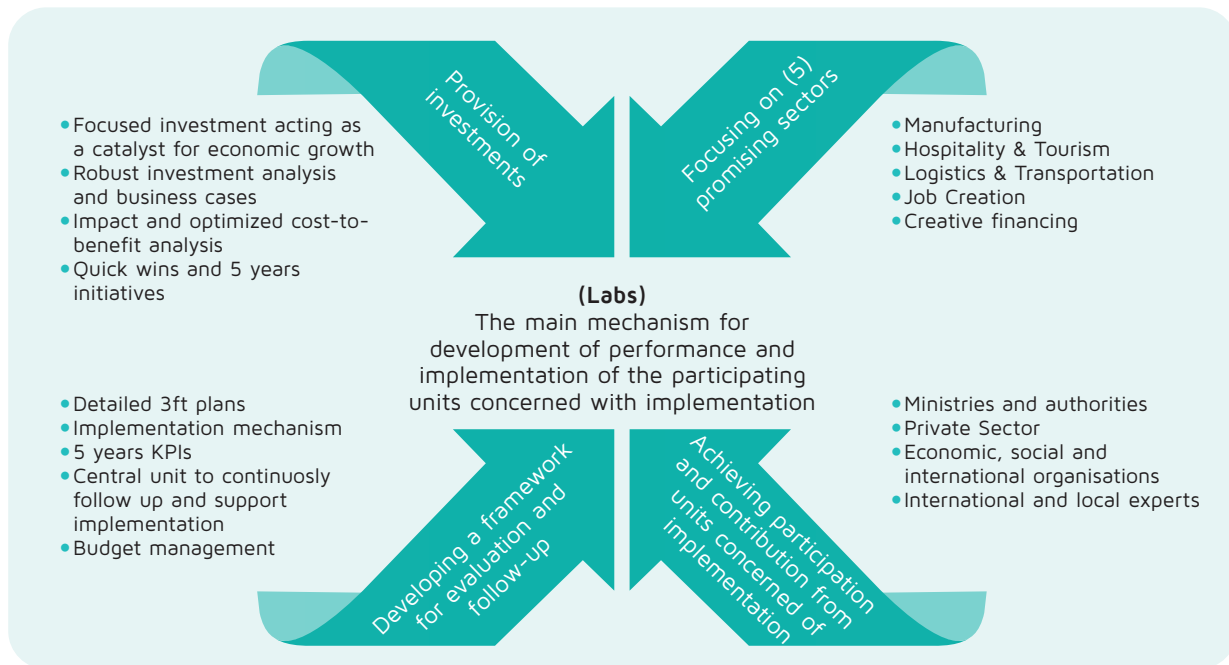 Provision of
investments
Focusing on (5)
promising sectors
• Focused investment acting as
a catalyst for economic growth
• Robust investment analysis
and business cases
• Impact and optimized cost-to-
benefit analysis
• Quick wins and 5 years
initiatives
• Manufacturing
• Hospitality & Tourism
• Logistics & Transportation
• Job Creation
• Creative financing
(Labs)
The main mechanism for
development of performance and
implementation of the participating
units concerned with implementation
• Detailed 3ft plans
• Implementation mechanism
• 5 years KPIs
• Central unit to continuosly
follow up and support
implementation
• Budget management
Developing a framework
for evaluation and
follow-up
Achieving participation
and contribution from
units concerned of
implementation
• Ministries and authorities
• Private Sector
• Economic, social and
international organisations
• International and local experts